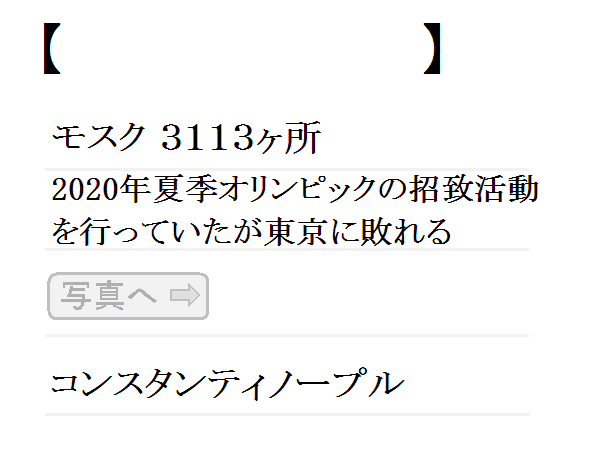 【 】
モスク 3113ヶ所
2020年夏季オリンピックの招致活動
を行っていたが東京に敗れる
写真へ ⇨
コンスタンティノープル